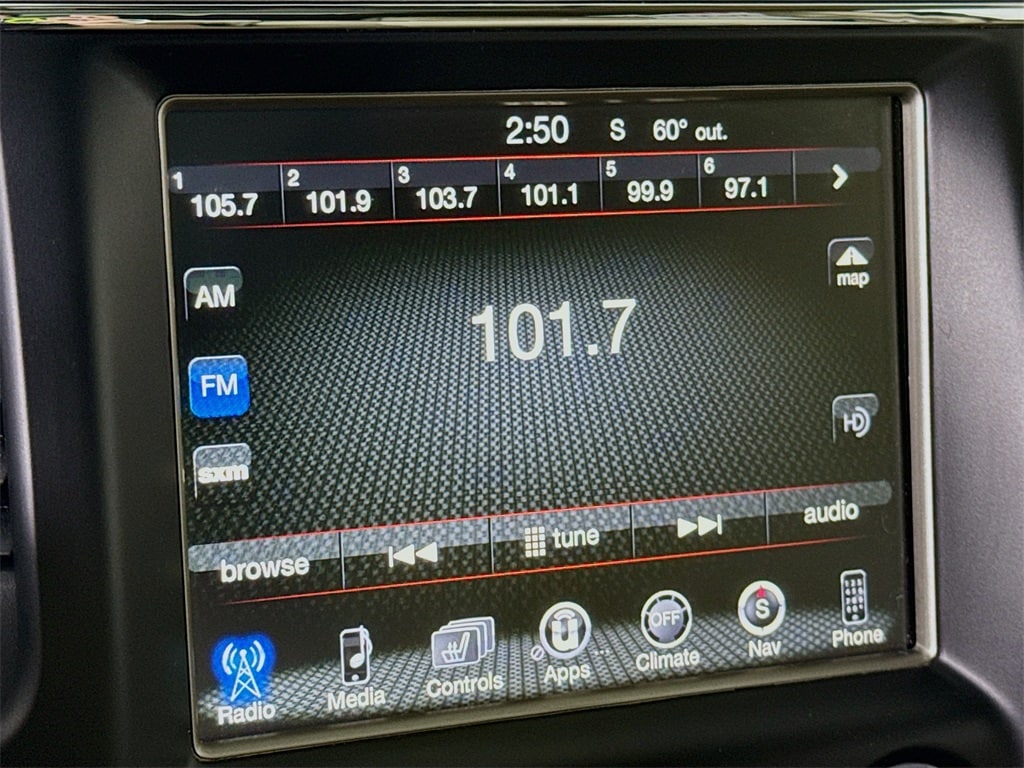 2:50 S 60° out.
1 2 3 4 5 6
105.7 101.9 103.7 101.1 99.9 97.1
map
AM
101.7
FM
HD
sxm
browse tune audio
OFF S
Radio Media Controls Apps Climate Nav Phone